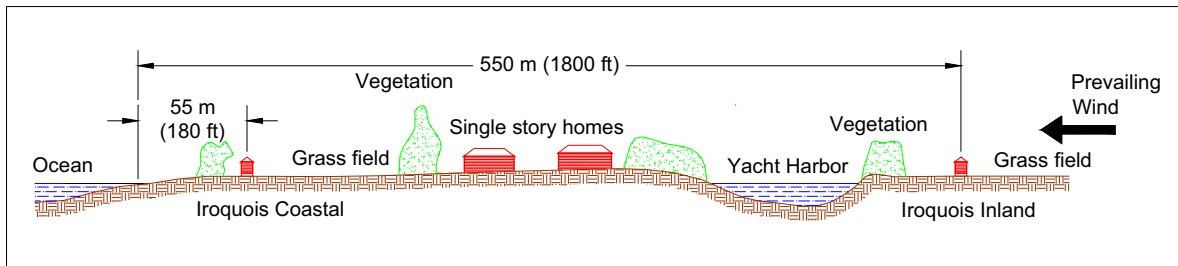 550 m (1800 ft)
Vegetation
Prevailing
Wind
55 m
(180 ft)
Single story homes
Vegetation
Ocean
Grass field
Yacht Harbor
Grass field
Iroquois Coastal
Iroquois Inland